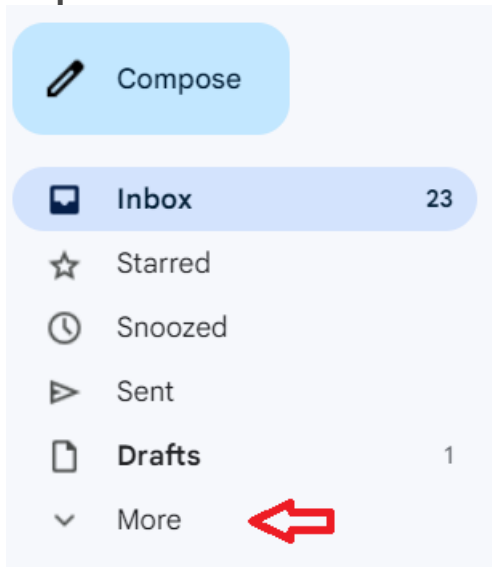 Compose
Inbox 23
Starred
Snoozed
Sent
Drafts 1
More